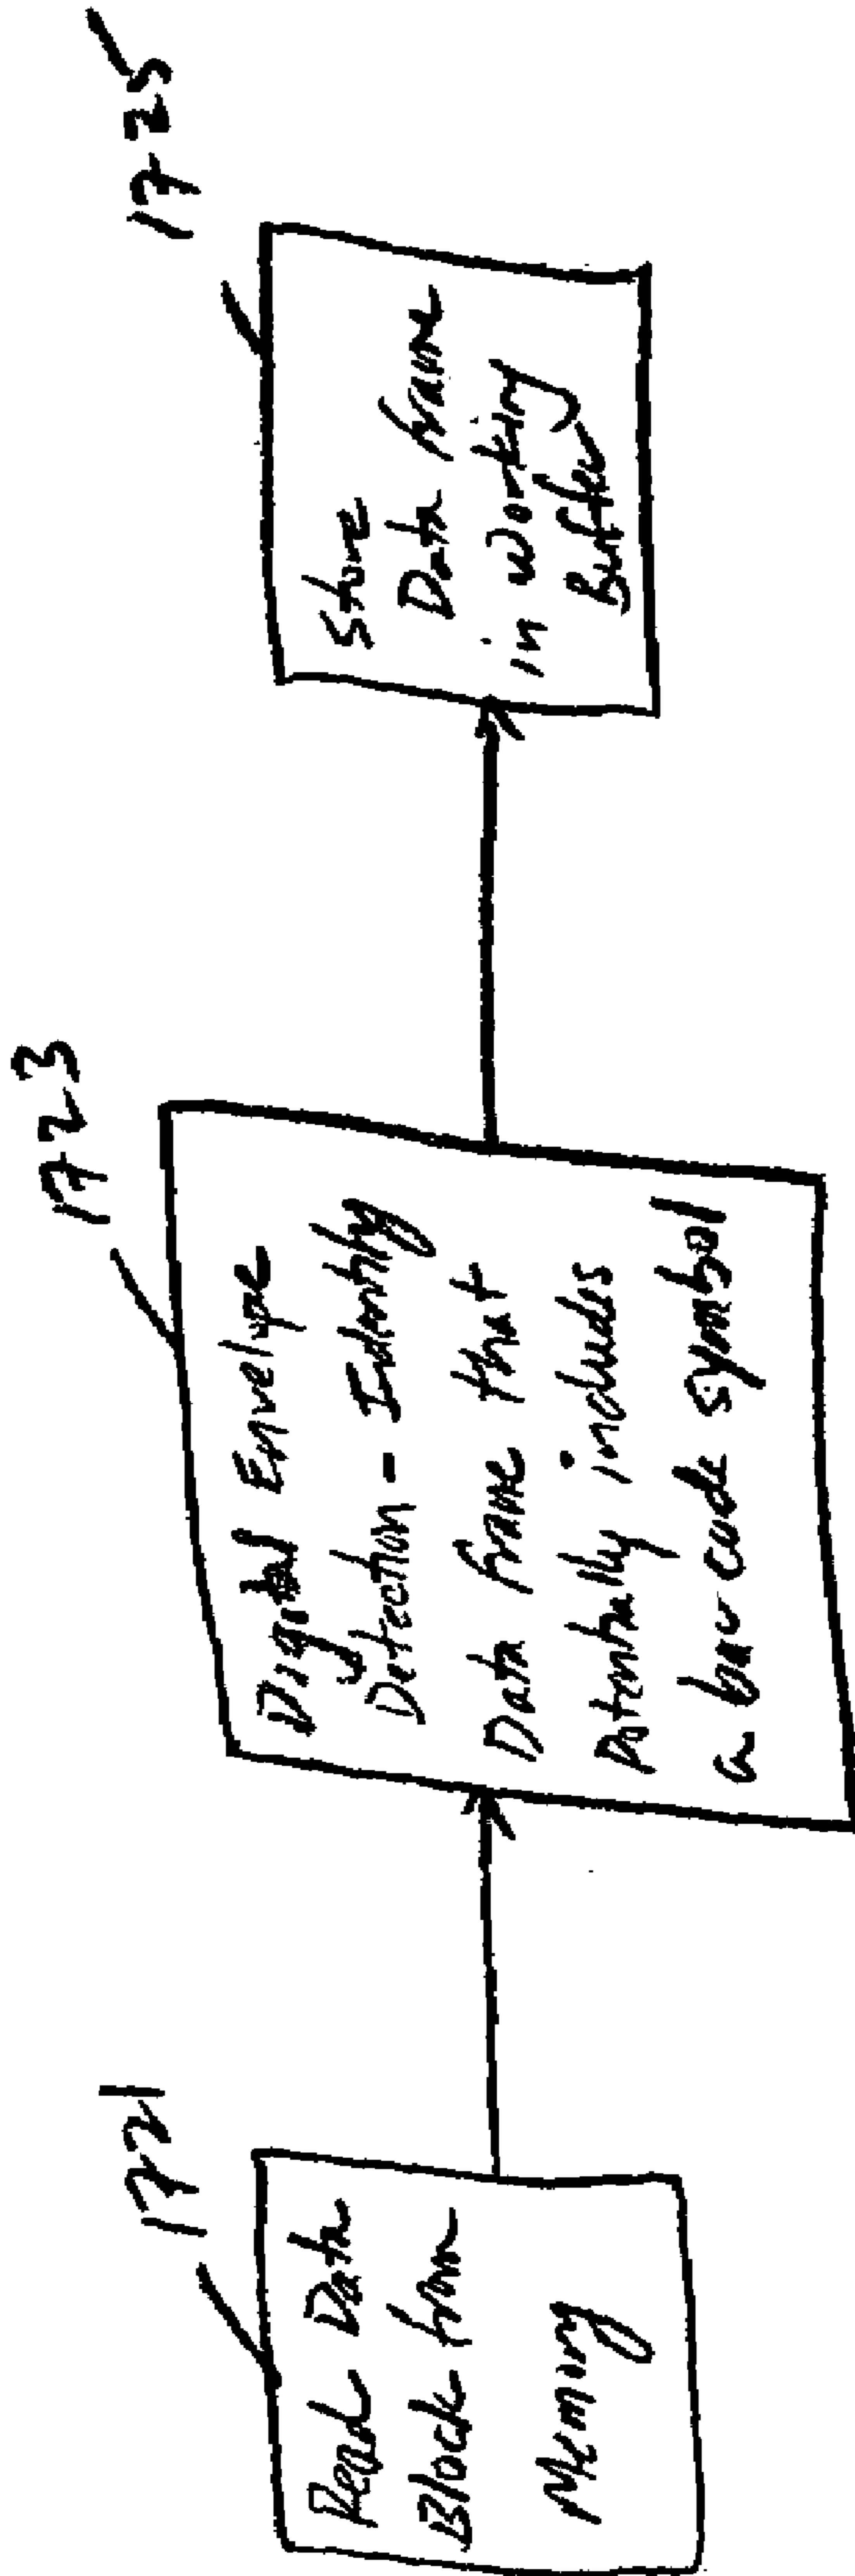 1721
Read Data
Block from
Memory
1723
Digital Envelope
Detection - Identify
Data frame that
Potentially includes
a bar code symbol
1725
Store
Data frame
in working
Buffer